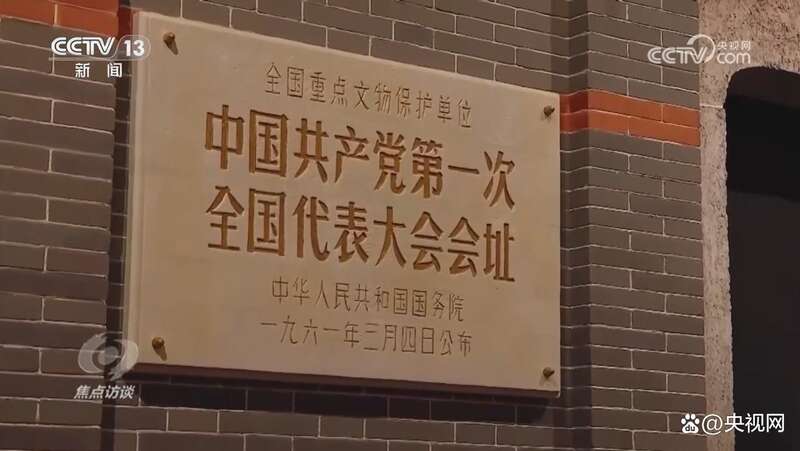 CCTV 13
新闻
CCTV.com 央视网
全国重点文物保护单位
中国共产党第一次
全国代表大会会址
中华人民共和国国务院
一九六一年三月四日公布
焦点访谈
Baidu @央视网